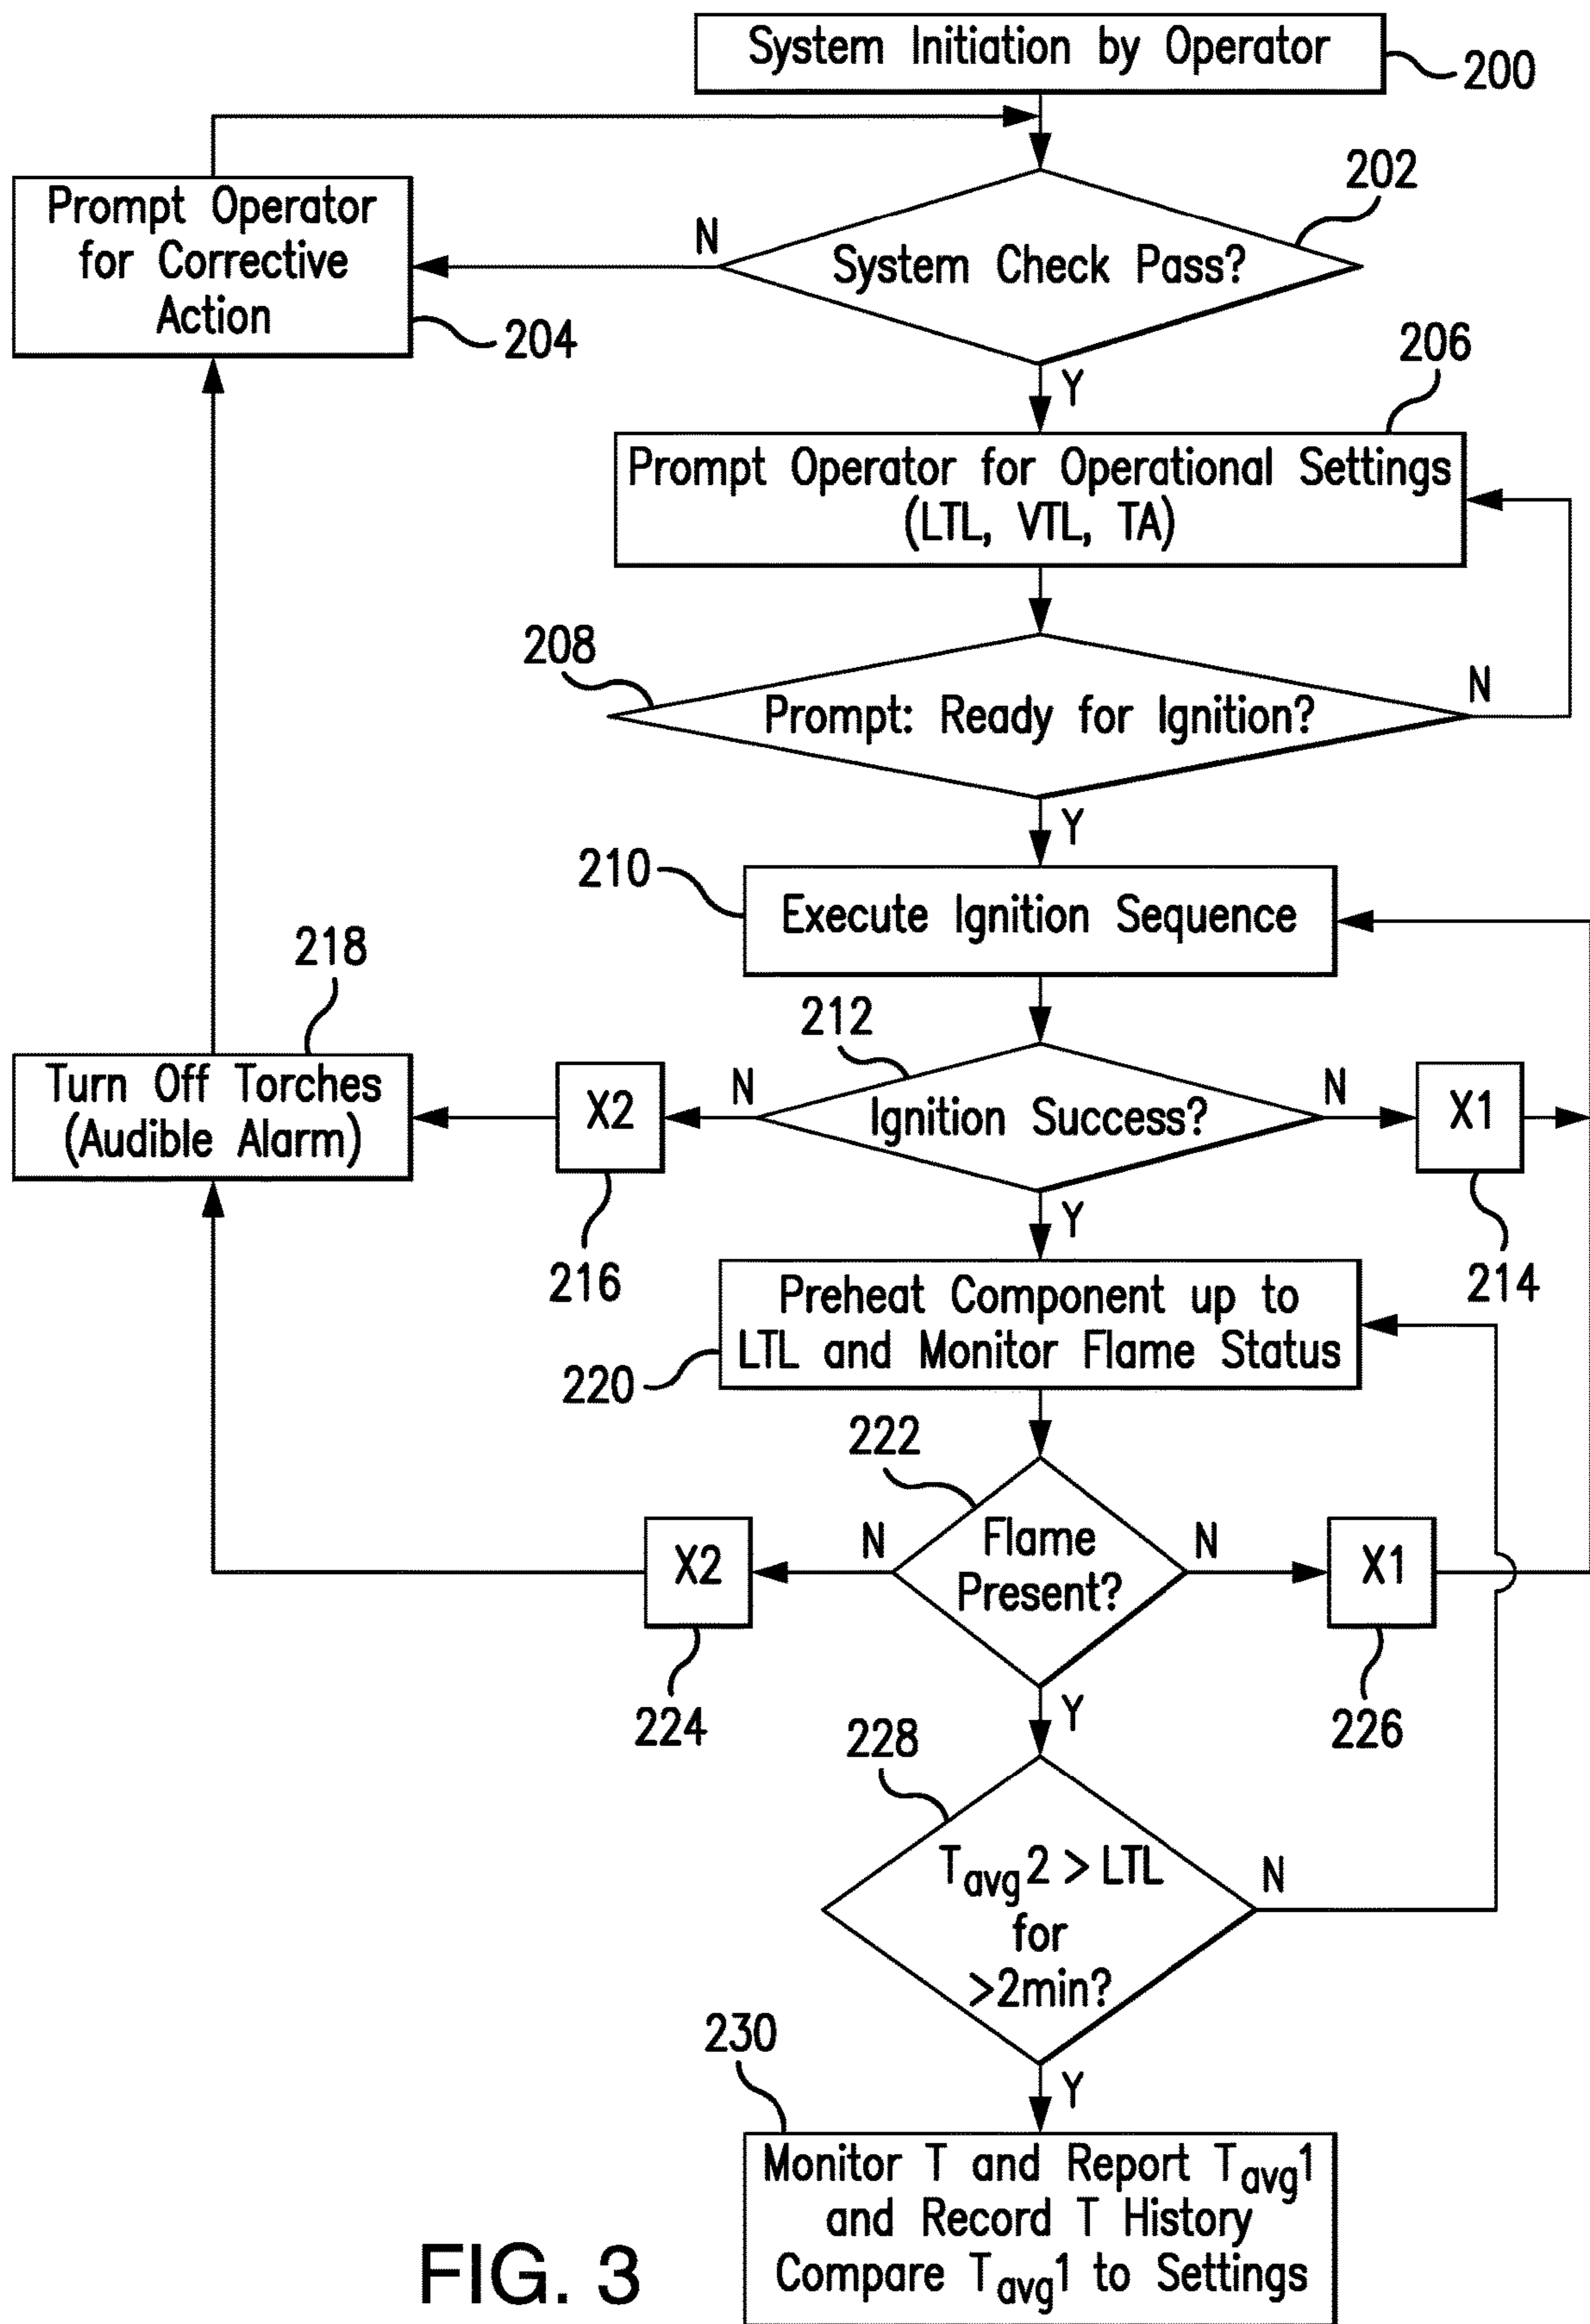 System Initiation by Operator
200
Prompt Operator
for Corrective
Action
204
N
System Check Pass?
202
Y
206
Prompt Operator for Operational Settings
(LTL, VTL, TA)
208
Prompt: Ready for Ignition?
N
Y
210
Execute Ignition Sequence
218
Turn Off Torches
(Audible Alarm)
X2
216
N
212
Ignition Success?
N
X1
214
Y
Preheat Component up to
LTL and Monitor Flame Status
220
222
Flame
Present?
N
X2
224
N
X1
226
Y
228
Tavg2 > LTL
for
>2min?
N
Y
230
Monitor T and Report Tavg1
and Record T History
Compare Tavg1 to Settings
FIG. 3